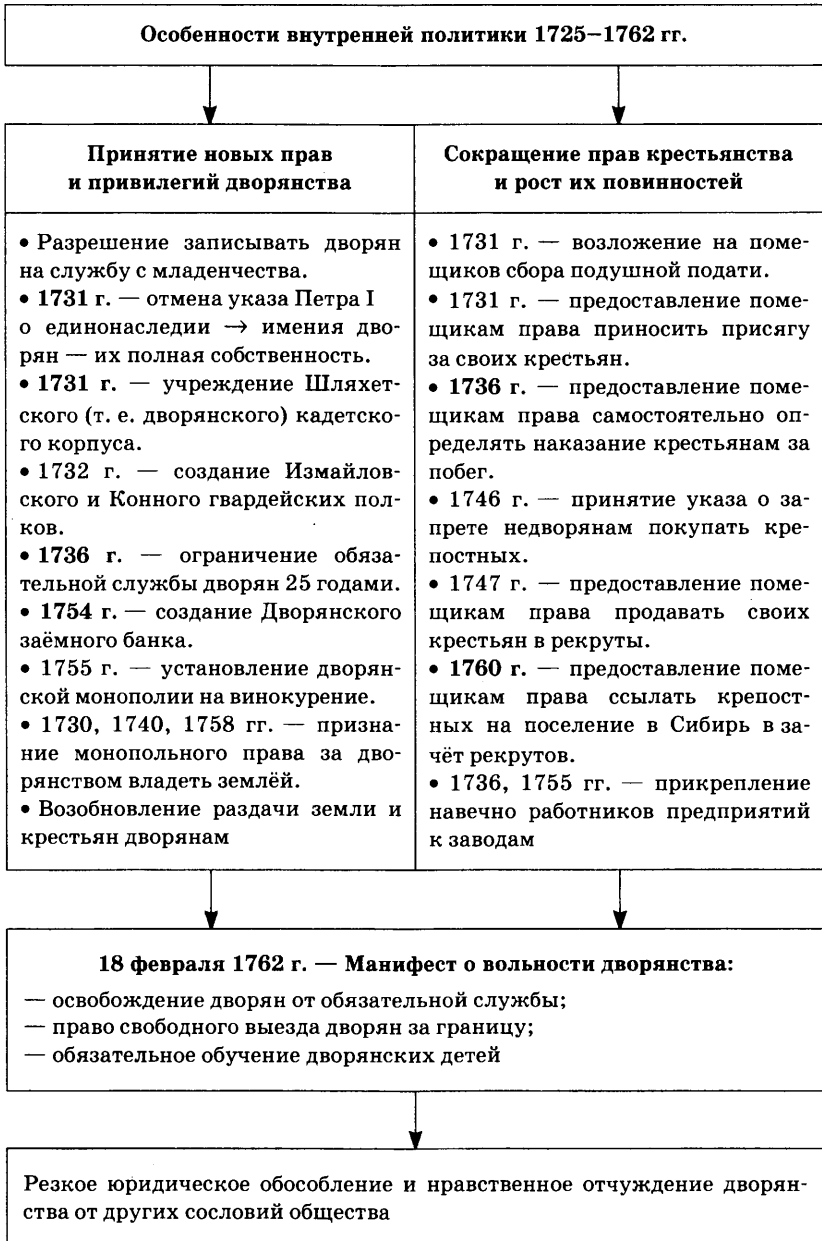 Особенности внутренней политики 1725—1762 гг.
Принятие новых прав
и привилегий дворянства
• Разрешение записывать дворян
на службу с младенчества.
• 1731 г. — отмена указа Петра I
о единонаследии → имения дво-
рян — их полная собственность.
• 1731 г. — учреждение Шляхет-
ского (т. е. дворянского) кадетско-
го корпуса.
• 1732 г. — создание Измайлов-
ского и Конного гвардейских пол-
ков.
• 1736 г. — ограничение обяза-
тельной службы дворян 25 годами.
• 1754 г. — создание Дворянского
заёмного банка.
• 1755 г. — установление дворян-
ской монополии на винокурение.
• 1730, 1740, 1758 гг. — призна-
ние монопольного права за дво-
рянством владеть землёй.
• Возобновление раздачи земли и
крестьян дворянам
Сокращение прав крестьянства
и рост их повинностей
• 1731 г. — возложение на поме-
щиков сбора подушной подати.
• 1731 г. — предоставление поме-
щикам права приносить присягу
за своих крестьян.
• 1736 г. — предоставление поме-
щикам права самостоятельно оп-
ределять наказание крестьянам за
побег.
• 1746 г. — принятие указа о за-
прете недворянам покупать кре-
постных.
• 1747 г. — предоставление поме-
щикам права продавать своих
крестьян в рекруты.
• 1760 г. — предоставление поме-
щикам права ссылать крепост-
ных на поселение в Сибирь в за-
чёт рекрутов.
• 1736, 1755 гг. — прикрепление
навечно работников предприятий
к заводам
18 февраля 1762 г. — Манифест о вольности дворянства:
— освобождение дворян от обязательной службы;
— право свободного выезда дворян за границу;
— обязательное обучение дворянских детей
Резкое юридическое обособление и нравственное отчуждение дворян-
ства от других сословий общества